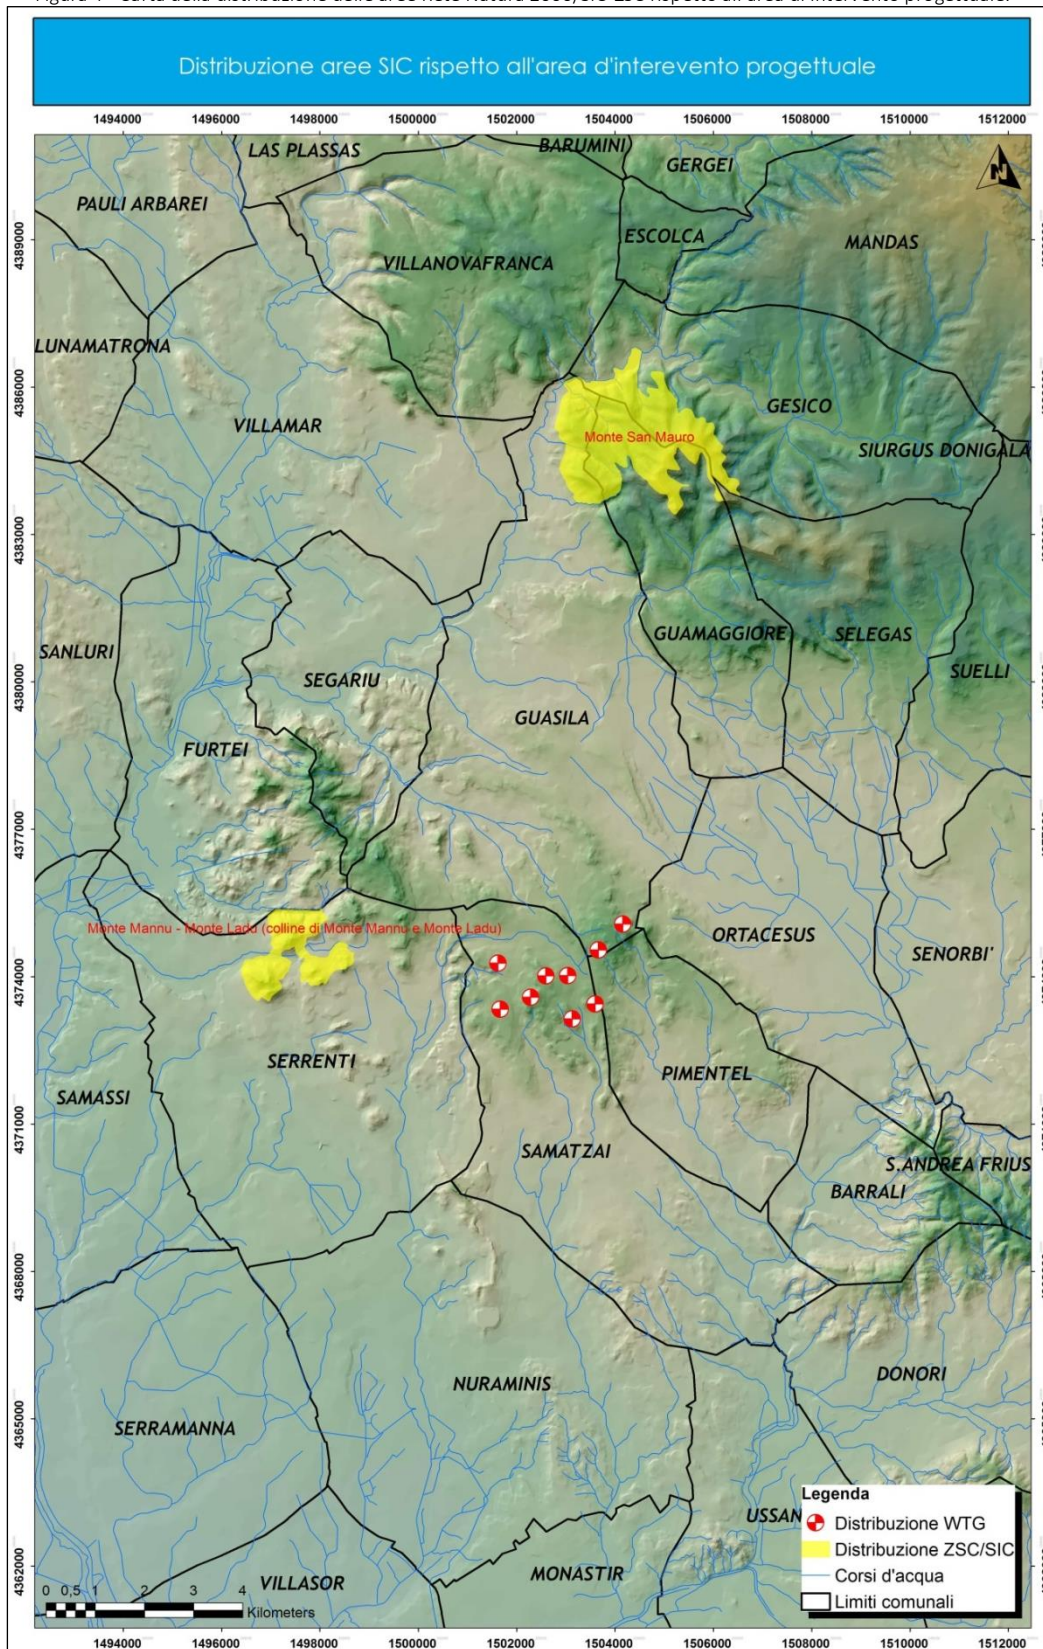 Distribuzione aree SIC rispetto all'area d'interevento progettuale
1494000 1496000 1498000 1500000 1502000 1504000 1506000 1508000 1510000 1512000
LAS PLASSAS
BARUMINI
GERGEI
N
PAULI ARBAREI
ESCOLCA
MANDAS
4389000
VILLANOVAFRANCA
LUNAMATRONA
4386000
GESICO
VILLAMAR
Monte San Mauro
SIURGUS DONIGALA
4383000
SANLURI
GUAMAGGIORE
SELEGAS
SUELLI
4380000
SEGARIU
GUASILA
FURTEI
4377000
Monte Mannu - Monte Ladu (colline di Monte Mannu e Monte Ladu)
ORTACESUS
SENORBI'
4374000
SERRENTI
PIMENTEL
SAMASSI
4371000
SAMATZAI
S.ANDREA FRIUS
BARRALI
4368000
DONORI
NURAMINIS
SERRAMANNA
4365000
Legenda
USSAN
Distribuzione WTG
Distribuzione ZSC/SIC
Corsi d'acqua
Limiti comunali
4362000
MONASTIR
VILLASOR
0 0,5 1 2 3 4
Kilometers
1494000 1496000 1498000 1500000 1502000 1504000 1506000 1508000 1510000 1512000